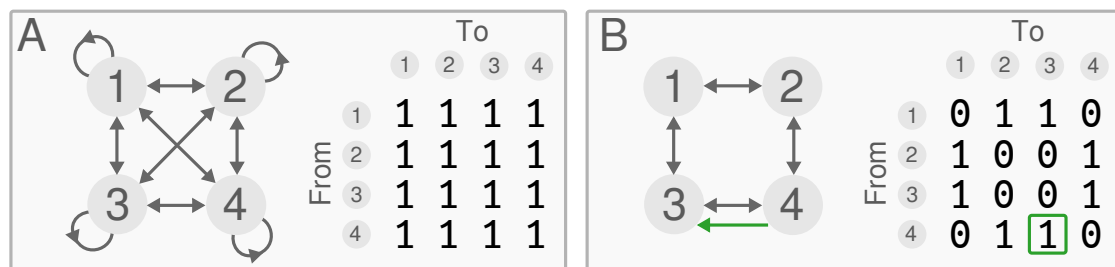 A
1 2
3 4
To
1 2 3 4
From
1 1 1 1 1
2 1 1 1 1
3 1 1 1 1
4 1 1 1 1
B
1 2
3 4
To
1 2 3 4
From
1 0 1 1 0
2 1 0 0 1
3 1 0 0 1
4 0 1 1 0